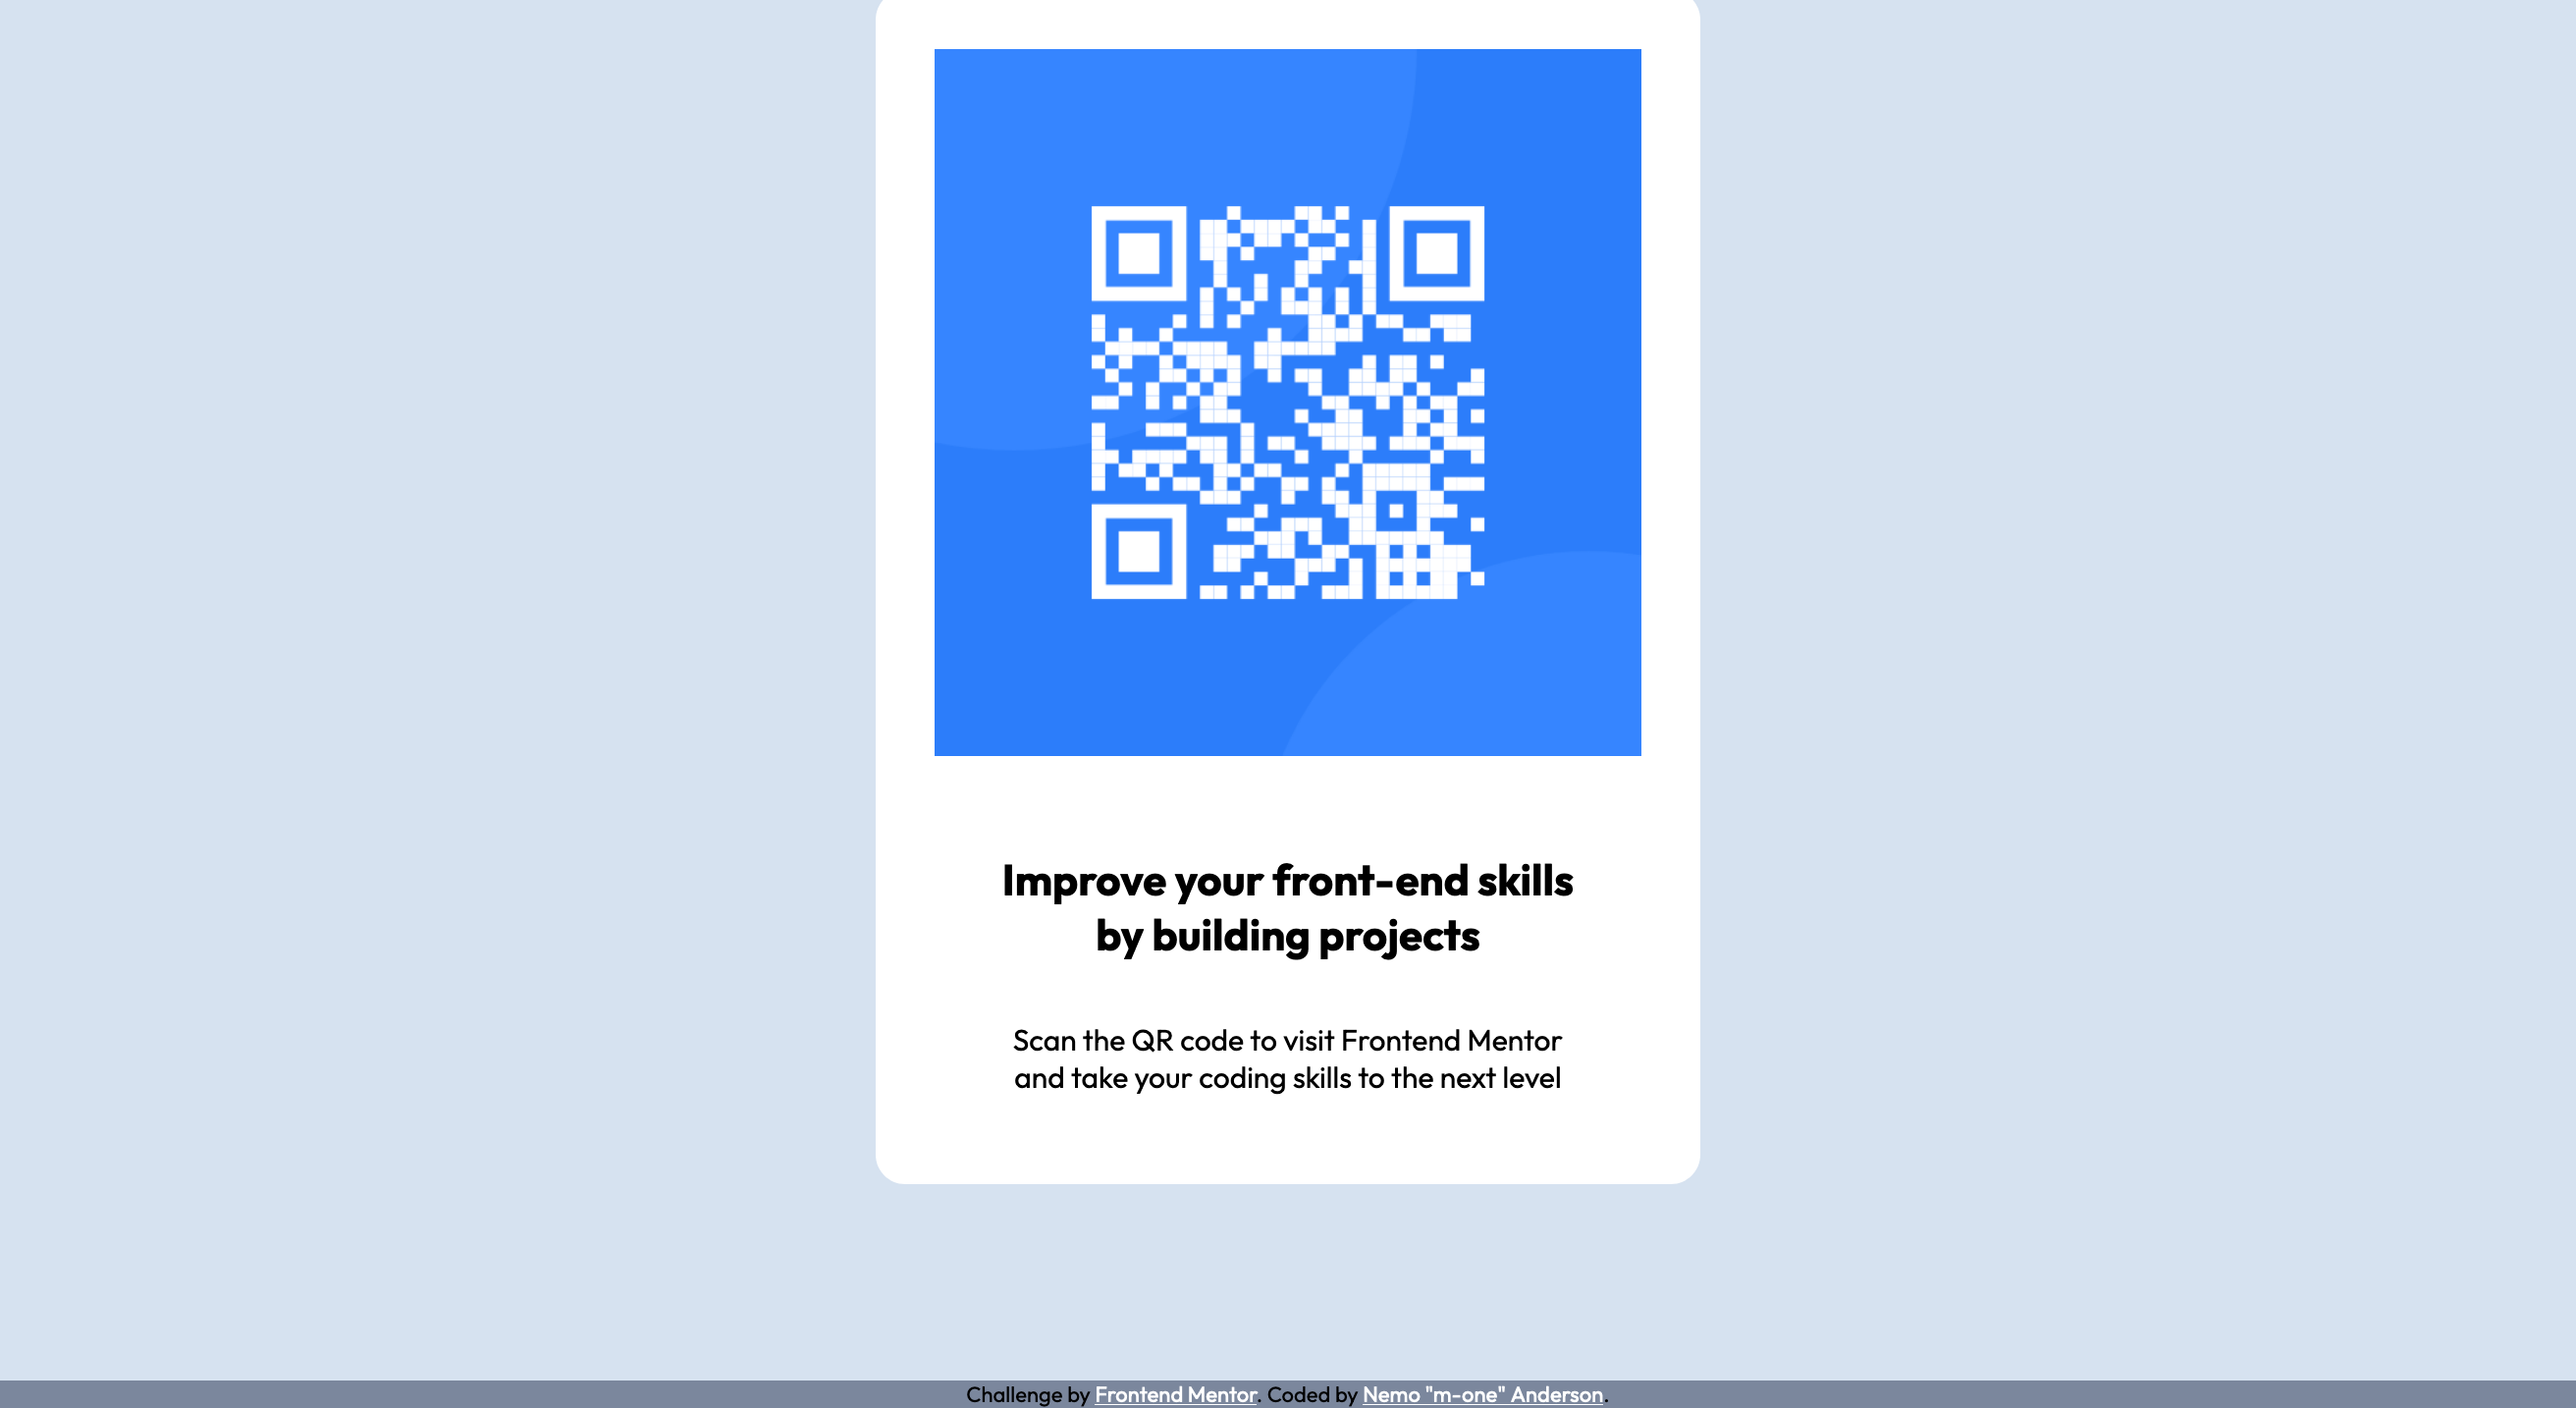 Improve your front-end skills
by building projects
Scan the QR code to visit Frontend Mentor
and take your coding skills to the next level
Challenge by Frontend Mentor. Coded by Nemo "m-one" Anderson.